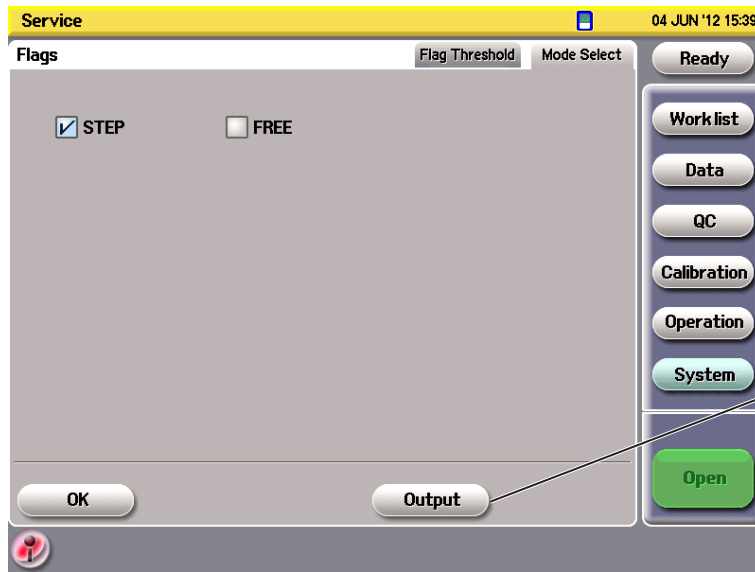 Service
04 JUN '12 15:39
Flags
Flag Threshold
Mode Select
Ready
STEP
FREE
Work list
Data
QC
Calibration
Operation
System
Open
OK
Output